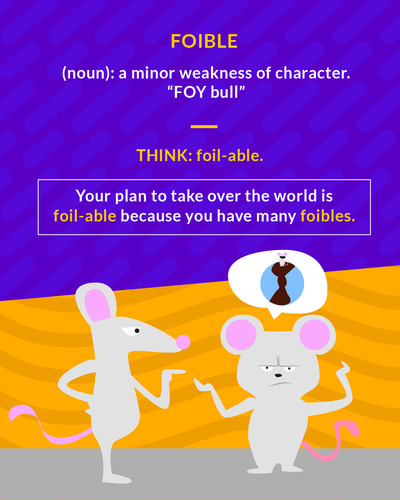 FOIBLE
(noun): a minor weakness of character.
“FOY bull”
THINK: foil-able.
Your plan to take over the world is
foil-able because you have many foibles.